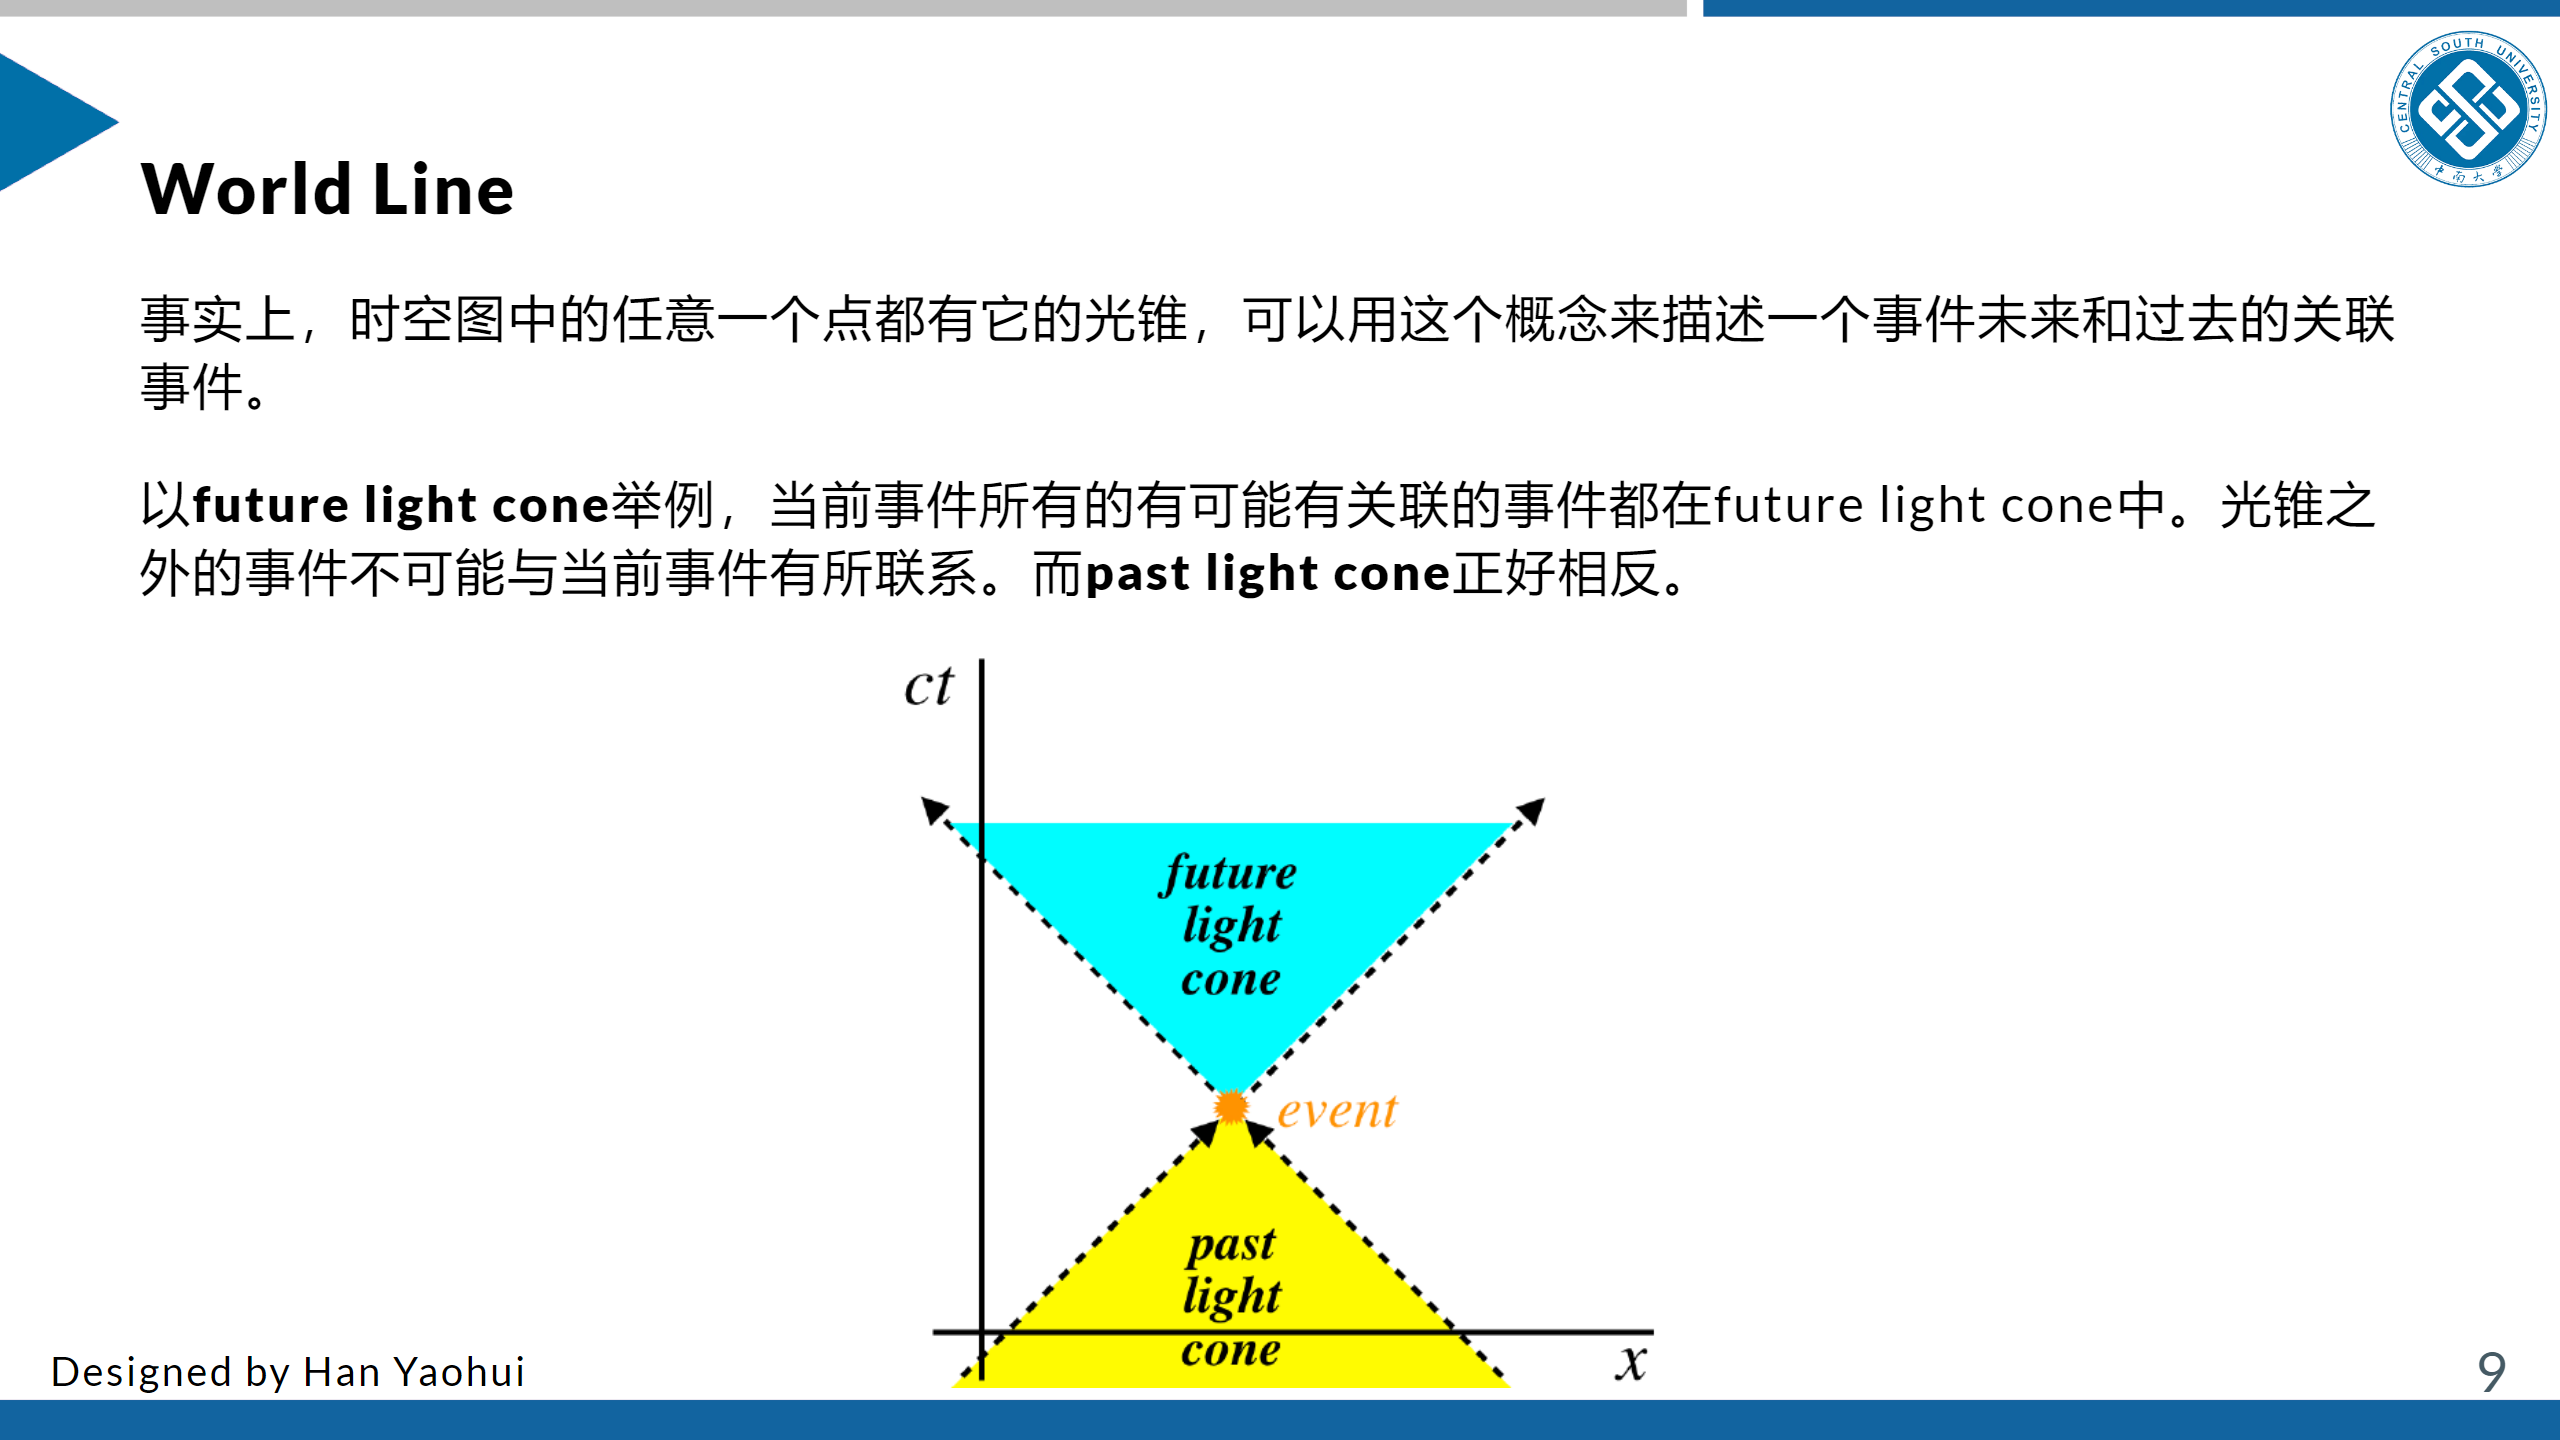 CENTRAL SOUTH UNIVERSITY
中南大学
World Line
事实上，时空图中的任意一个点都有它的光锥，可以用这个概念来描述一个事件未来和过去的关联
事件。
以future light cone举例，当前事件所有的有可能有关联的事件都在future light cone中。光锥之
外的事件不可能与当前事件有所联系。而past light cone正好相反。
ct
future
light
cone
event
past
light
cone
x
Designed by Han Yaohui
9